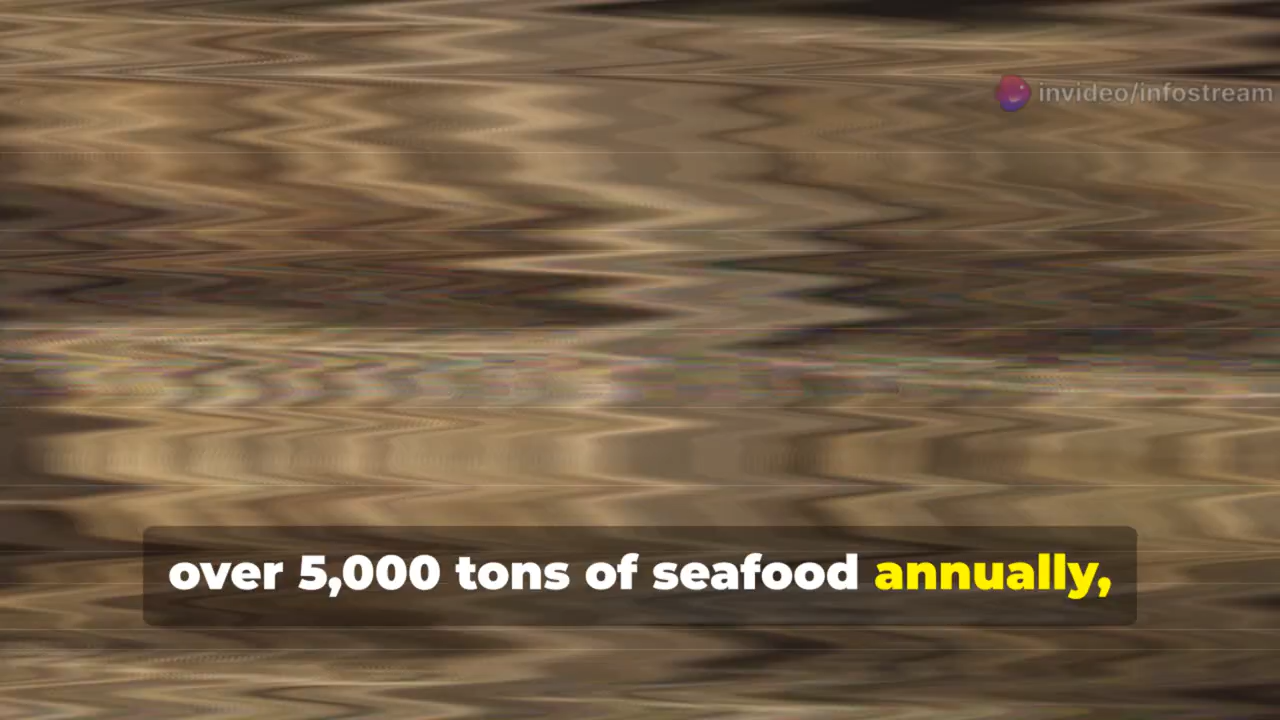 invideo/infostream
over 5,000 tons of seafood annually,